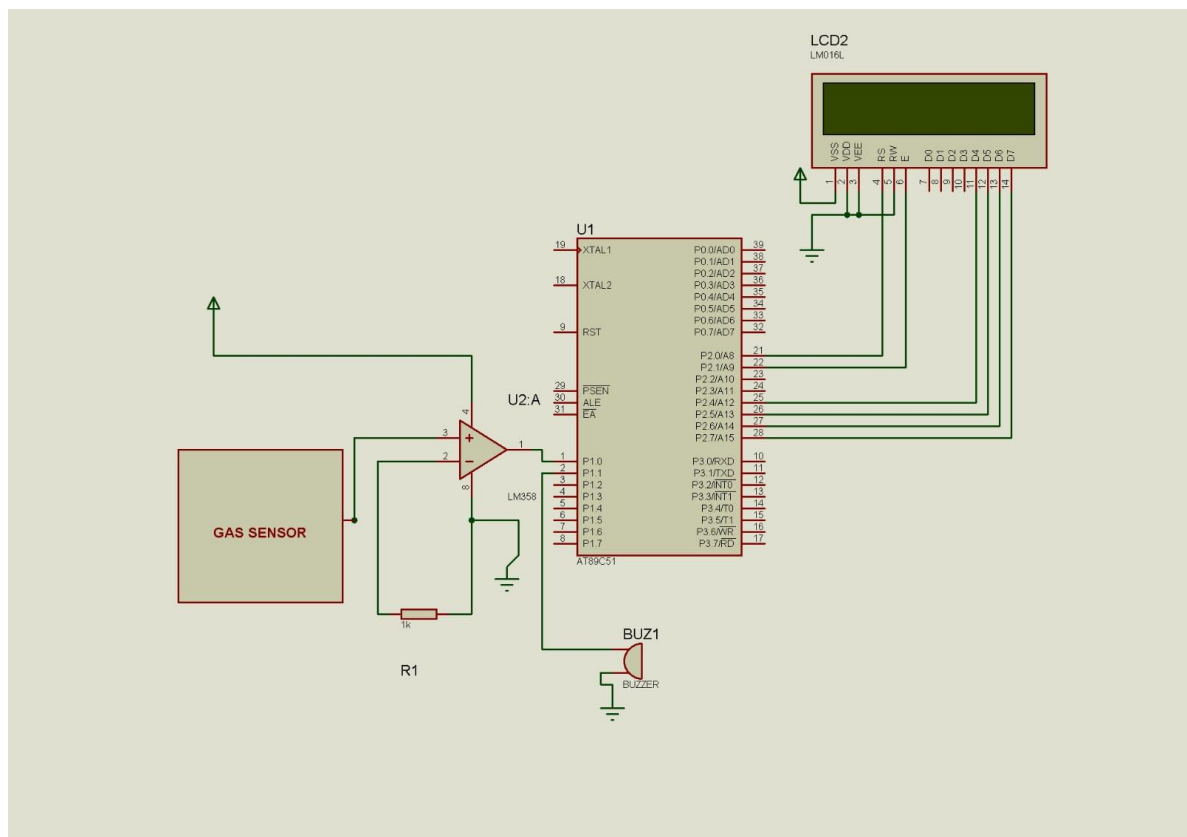 LCD2
LM016L
VSS
VDD
VEE
RS
RW
E
D0
D1
D2
D3
D4
D5
D6
D7
1
2
3
4
5
6
7
8
9
10
11
12
13
14
U1
19 XTAL1 P0.0/AD0 39
P0.1/AD1 38
P0.2/AD2 37
18 XTAL2 P0.3/AD3 36
P0.4/AD4 35
P0.5/AD5 34
P0.6/AD6 33
9 RST P0.7/AD7 32
P2.0/A8 21
P2.1/A9 22
P2.2/A10 23
29 PSEN P2.3/A11 24
30 ALE P2.4/A12 25
31 EA P2.5/A13 26
P2.6/A14 27
P2.7/A15 28
1 P1.0 P3.0/RXD 10
2 P1.1 P3.1/TXD 11
3 P1.2 P3.2/INT0 12
4 P1.3 P3.3/INT1 13
5 P1.4 P3.4/T0 14
6 P1.5 P3.5/T1 15
7 P1.6 P3.6/WR 16
8 P1.7 P3.7/RD 17
AT89C51
U2:A
4
3 +
2 −
1
8
LM358
GAS SENSOR
1k
R1
BUZ1
BUZZER